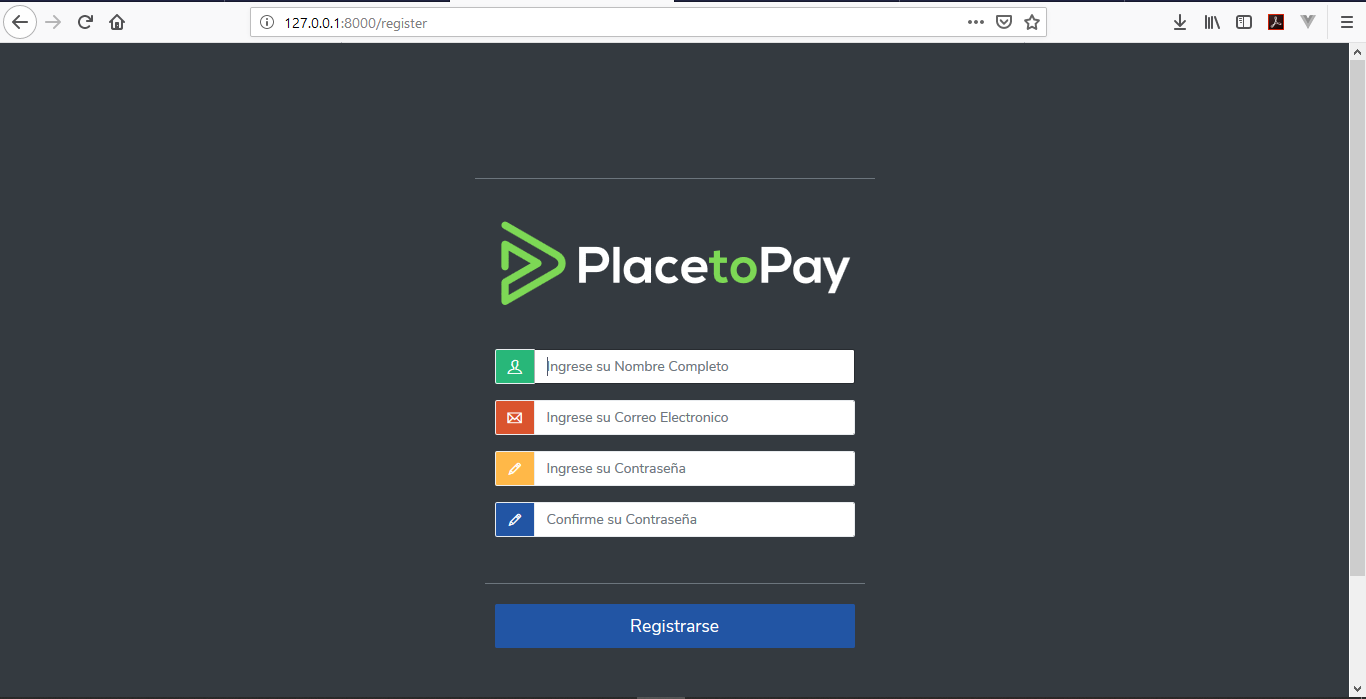 127.0.0.1:8000/register
PlacetoPay
Ingrese su Nombre Completo
Ingrese su Correo Electronico
Ingrese su Contraseña
Confirme su Contraseña
Registrarse